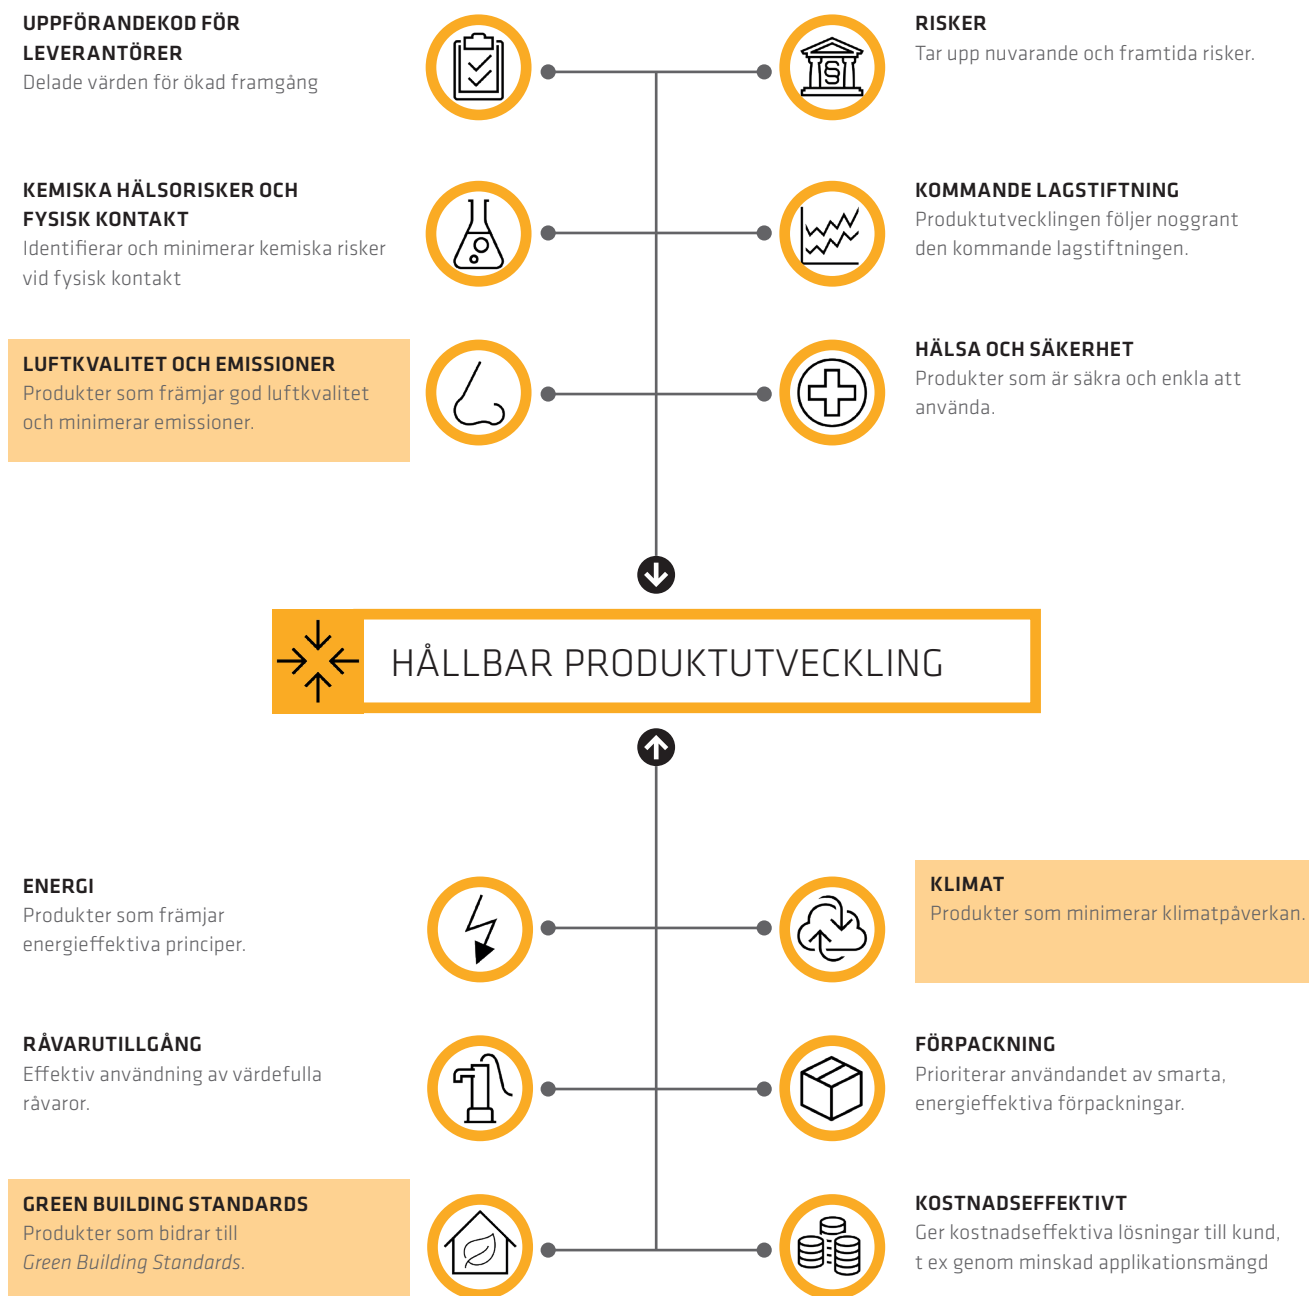 UPPFÖRANDEKOD FÖR
LEVERANTÖRER
Delade värden för ökad framgång
RISKER
Tar upp nuvarande och framtida risker.
KEMISKA HÄLSORISKER OCH
FYSISK KONTAKT
Identifierar och minimerar kemiska risker
vid fysisk kontakt
KOMMANDE LAGSTIFTNING
Produktutvecklingen följer noggrant
den kommande lagstiftningen.
LUFTKVALITET OCH EMISSIONER
Produkter som främjar god luftkvalitet
och minimerar emissioner.
HÄLSA OCH SÄKERHET
Produkter som är säkra och enkla att
använda.
HÅLLBAR PRODUKTUTVECKLING
ENERGI
Produkter som främjar
energieffektiva principer.
KLIMAT
Produkter som minimerar klimatpåverkan.
RÅVARUTILLGÅNG
Effektiv användning av värdefulla
råvaror.
FÖRPACKNING
Prioriterar användandet av smarta,
energieffektiva förpackningar.
GREEN BUILDING STANDARDS
Produkter som bidrar till
Green Building Standards.
KOSTNADSEFFEKTIVT
Ger kostnadseffektiva lösningar till kund,
t ex genom minskad applikationsmängd